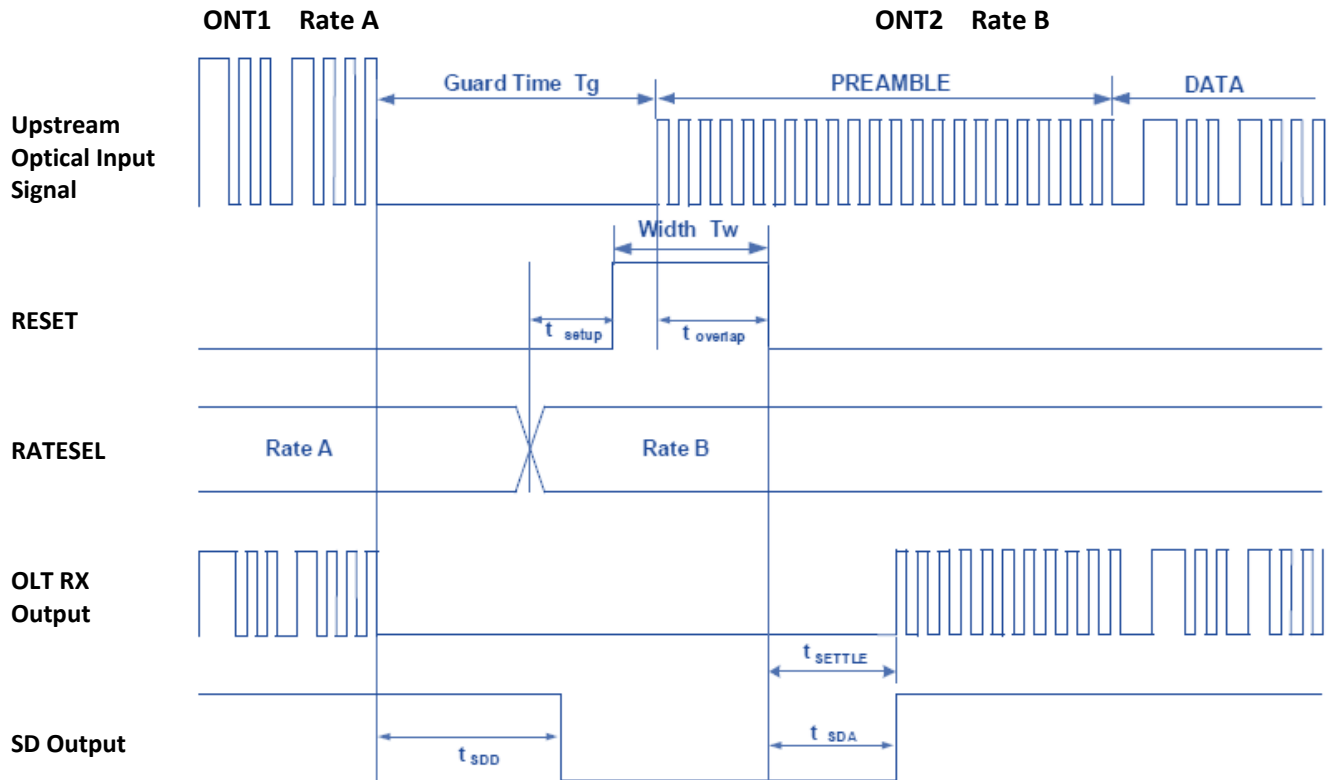 ONT1 Rate A
ONT2 Rate B
Guard Time Tg
PREAMBLE
DATA
Upstream
Optical Input
Signal
Width Tw
RESET
t setup
t overlap
RATESEL
Rate A
Rate B
OLT RX
Output
t SETTLE
SD Output
t SDD
t SDA